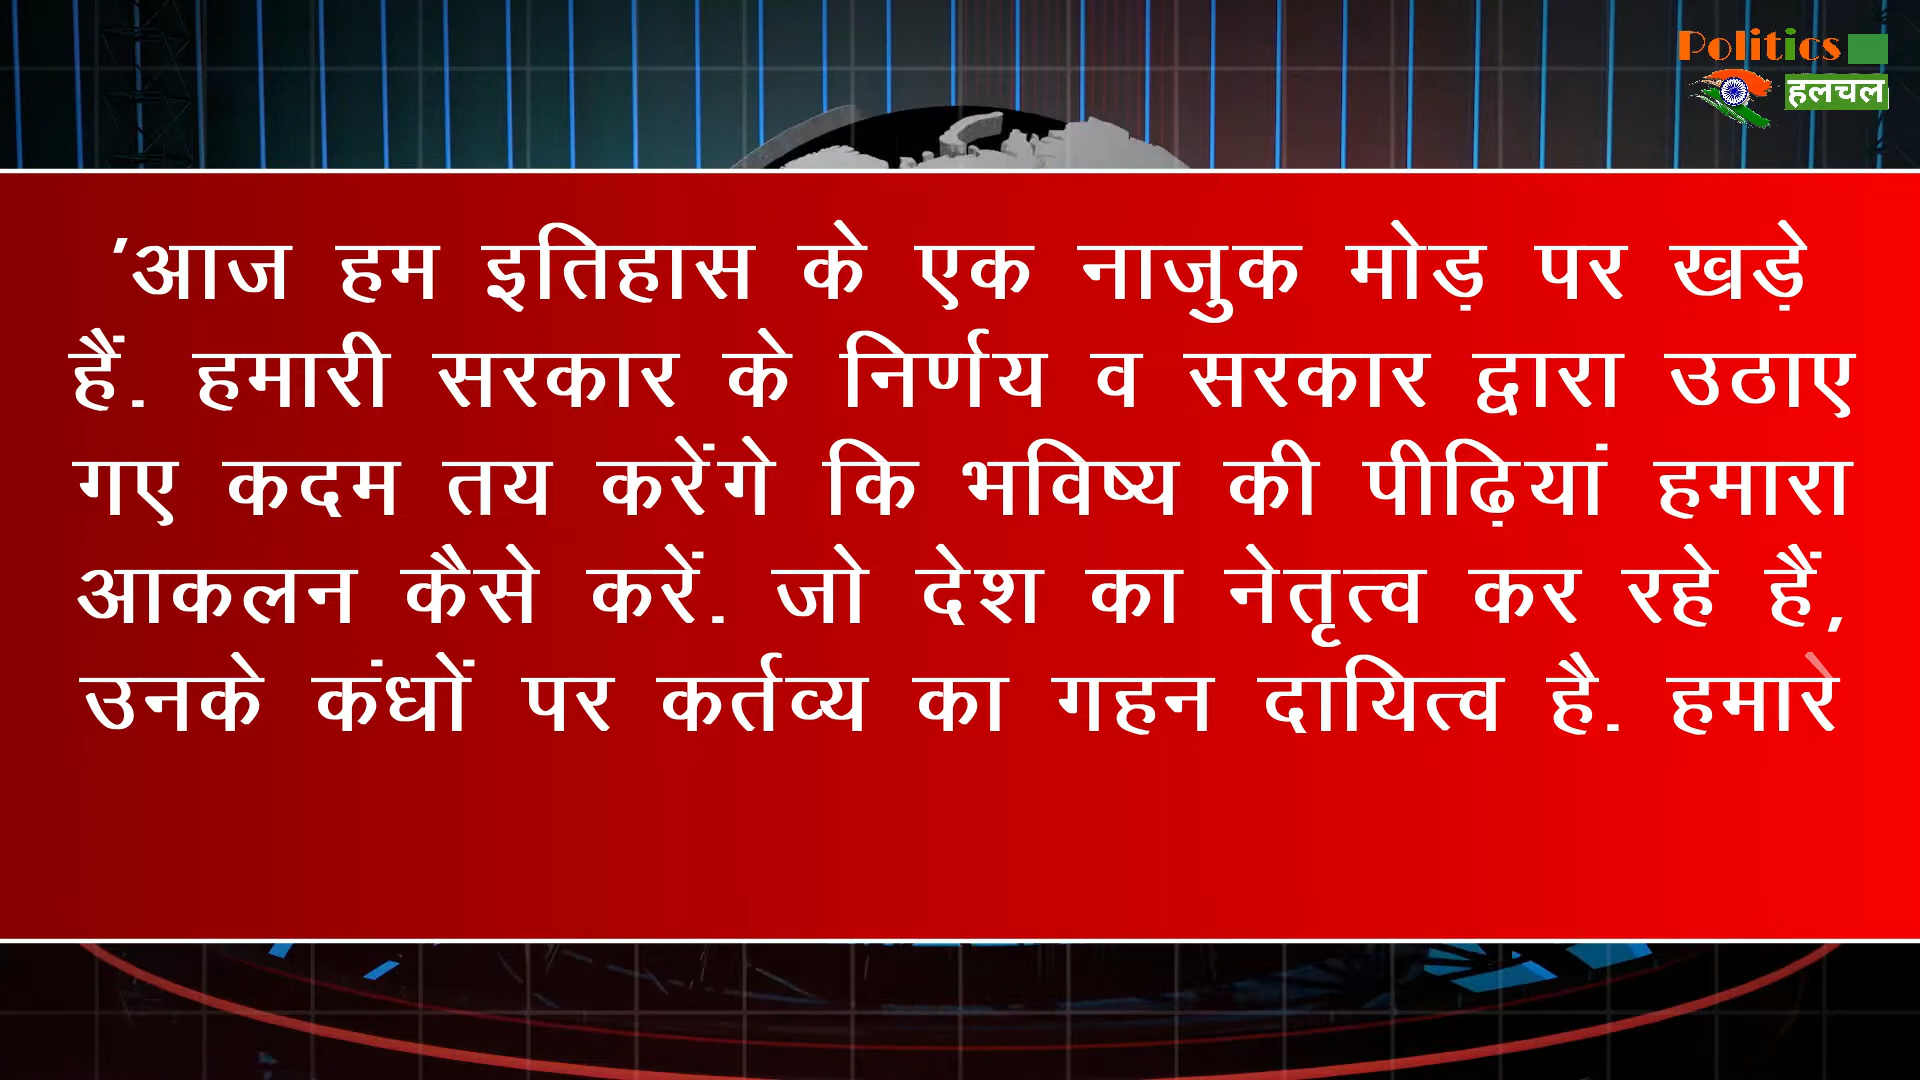 Politics
हलचल
'आज हम इतिहास के एक नाजुक मोड़ पर खड़े
हैं. हमारी सरकार के निर्णय व सरकार द्वारा उठाए
गए कदम तय करेंगे कि भविष्य की पीढ़ियां हमारा
आकलन कैसे करें. जो देश का नेतृत्व कर रहे हैं,
उनके कंधों पर कर्तव्य का गहन दायित्व है. हमारे